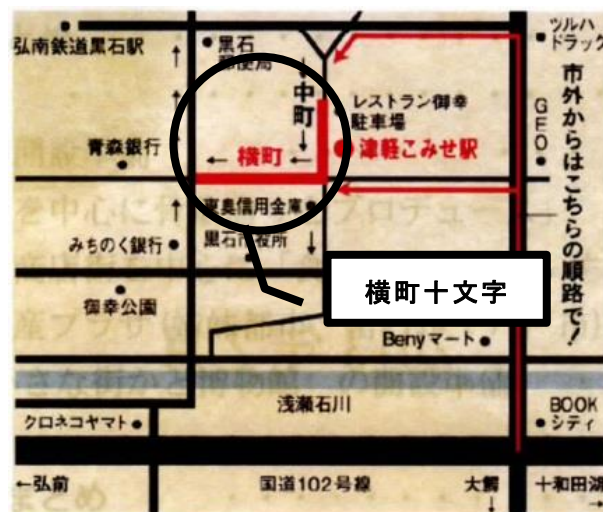 弘南鉄道黒石駅
黒石
郵便局
ツルハ
ドラッグ
市外からはこちらの順路で！
GEO
中町
レストラン御幸
駐車場
青森銀行
横町
津軽こみせ駅
東奥信用金庫
みちのく銀行
黒石市役所
横町十文字
御幸公園
Benyマート
浅瀬石川
クロネコヤマト
BOOK
シティ
←弘前
国道102号線
大鰐
十和田湖